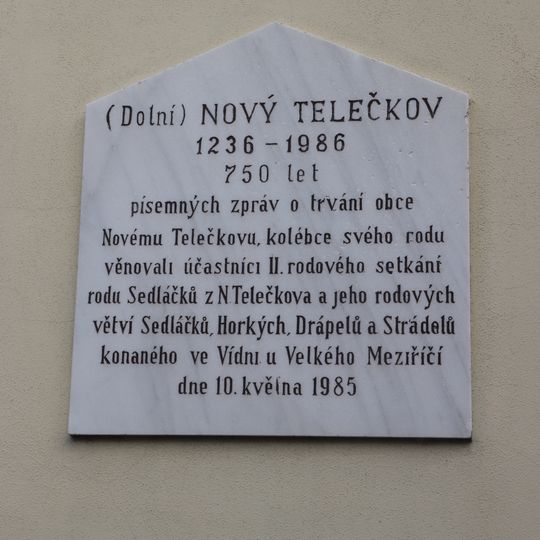 (Dolní) NOVÝ TELEČKOV
1236 - 1986
750 let
písemných zpráv o trvání obce
Novému Telečkovu, kolébce svého rodu
věnovali účastníci II. rodového setkání
rodu Sedláčků z N.Telečkova a jeho rodových
větví Sedláčků, Horkých, Drápelů a Strádalů
konaného ve Vídni u Velkého Meziříčí
dne 10. května 1985